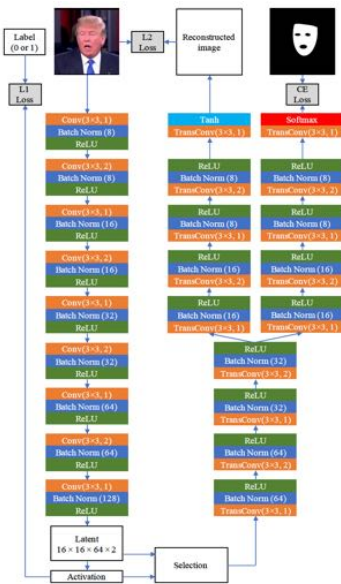 Label
(0 or 1)
L1
Loss
L2
Loss
Reconstructed
image
CE
Loss
Conv(3×3, 1)
Batch Norm (8)
ReLU
Conv(3×3, 2)
Batch Norm (8)
ReLU
Conv(3×3, 1)
Batch Norm (16)
ReLU
Conv(3×3, 2)
Batch Norm (16)
ReLU
Conv(3×3, 1)
Batch Norm (32)
ReLU
Conv(3×3, 2)
Batch Norm (32)
ReLU
Conv(3×3, 1)
Batch Norm (64)
ReLU
Conv(3×3, 2)
Batch Norm (64)
ReLU
Conv(3×3, 1)
Batch Norm (128)
ReLU
Latent
16 × 16 × 64 × 2
Activation
Selection
Tanh
TransConv(3×3, 1)
ReLU
Batch Norm (8)
TransConv(3×3, 2)
ReLU
Batch Norm (8)
TransConv(3×3, 1)
ReLU
Batch Norm (16)
TransConv(3×3, 2)
ReLU
Batch Norm (16)
TransConv(3×3, 1)
Softmax
TransConv(3×3, 1)
ReLU
Batch Norm (8)
TransConv(3×3, 2)
ReLU
Batch Norm (8)
TransConv(3×3, 1)
ReLU
Batch Norm (16)
TransConv(3×3, 2)
ReLU
Batch Norm (16)
TransConv(3×3, 1)
ReLU
Batch Norm (32)
TransConv(3×3, 2)
ReLU
Batch Norm (32)
TransConv(3×3, 1)
ReLU
Batch Norm (64)
TransConv(3×3, 2)
ReLU
Batch Norm (64)
TransConv(3×3, 1)